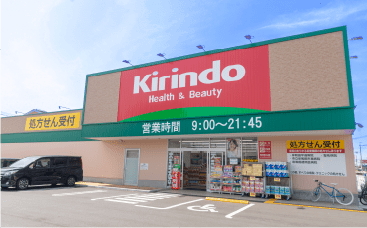 Kirindo
Health & Beauty
営業時間 9:00～21:45
処方せん受付
処方せん受付